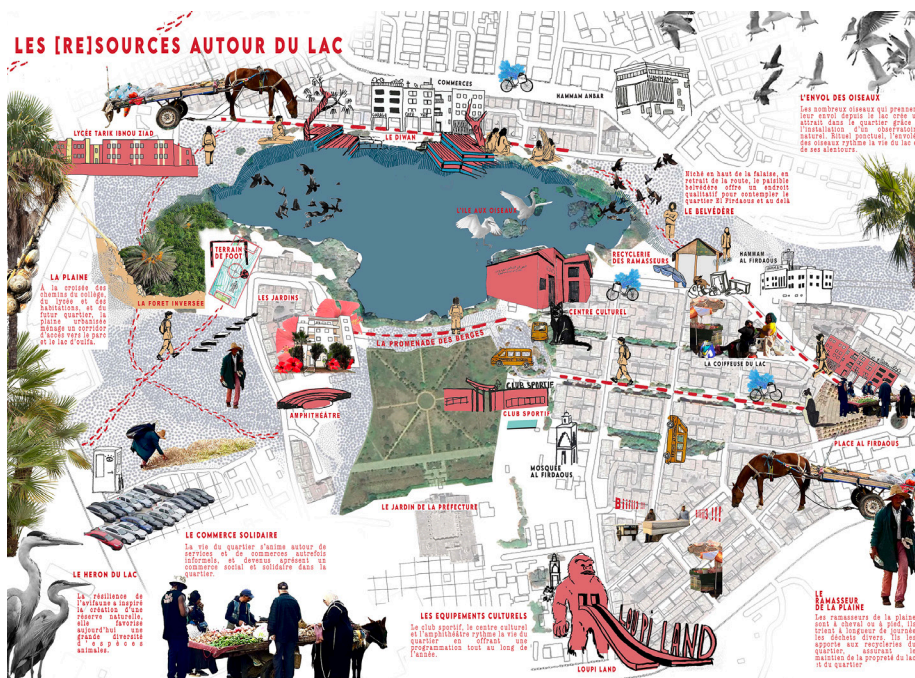 LES [RE]SOURCES AUTOUR DU LAC
COMMERCES
HAMMAM ANBAR
HAMMAM
L'ENVOL DES OISEAUX
Les nombreux oiseaux qui prennent
leur envol depuis le lac crée un
attrait dans le quartier grâce
l'installation d'un observatoire
naturel. Rituel ponctuel, l'envolée
des oiseaux rythme la vie du lac
de ses alentours.
LYCÉE TARIK IBNOU ZIAD
LE DIWAN
Niché en haut de la falaise, en
retrait de la route, le paisible
belvédère offre un endroit
qualitatif pour contempler le
quartier El Firdaous et au delà
LE BELVÉDÈRE
L'ILE AUX OISEAUX
TERRAIN
DE FOOT
RECYCLERIE
DES RAMASSEURS
HAMMAM
AL FIRDAOUS
LA PLAINE
À la croisée des
chemins du collège,
du lycée et des
habitations, et du
futur quartier, la
plaine urbanisée
ménage un corridor
d'accès vers le parc
et le lac d'oulfa.
LA FORET INVERSÉE
LES JARDINS
CENTRE CULTUREL
LA PROMENADE DES BERGES
LA COIFFEUSE DU LAC
CLUB SPORTIF
CLUB SPORTI
AMPHITHÉATRE
PLACE AL FIRDAOUS
MOSQUÉE
AL FIRDAOUS
LE JARDIN DE LA PRÉFECTURE
LE COMMERCE SOLIDAIRE
La vie du quartier s'anime autour de
services et de commerces autrefois
informels, et devenus aprésent un
commerce social et solidaire dans la
quartier.
LE HERON DU LAC
La résilience de
l'avifaune a inspiré
la création d'une
réserve naturelle,
elle favorise
aujourd'hui une
grande diversité
d'espèces
animales.
LES EQUIPEMENTS CULTURELS
Le club sportif, le centre culturel
et l'amphithéatre rythme la vie du
quartier en offrant une
programmation tout au long de
l'année.
LOUPI LAND
LOUPI LAND
LE
RAMASSEUR
DE LA PLAINE
Les ramasseurs de la plaine
sont à cheval ou à pied, ils
trient à longueur de journée
les déchets divers. Ils les
apporte aux recycleries du
quartier, assurant le
maintien de la propreté du lac
et du quartier